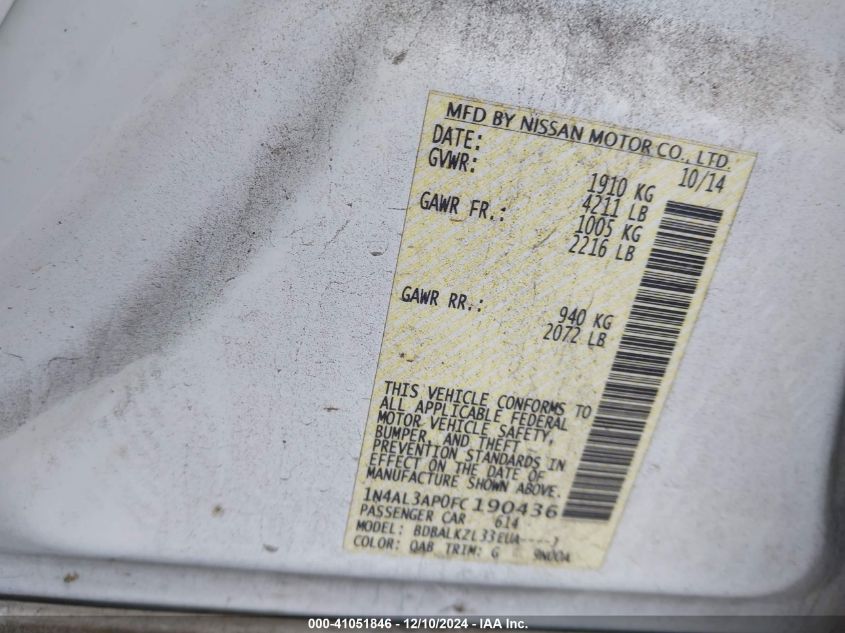 MFD BY NISSAN MOTOR CO., LTD.
DATE: 10/14
GVWR: 1910 KG
4211 LB
GAWR FR.: 1005 KG
2216 LB
GAWR RR.: 940 KG
2072 LB
THIS VEHICLE CONFORMS TO
ALL APPLICABLE FEDERAL
MOTOR VEHICLE SAFETY,
BUMPER, AND THEFT
PREVENTION STANDARDS IN
EFFECT ON THE DATE OF
MANUFACTURE SHOWN ABOVE.
1N4AL3AP0FC190436
PASSENGER CAR 614
MODEL: BDBALKZL33EUA----J
COLOR: QAB TRIM: G 9N00A
000-41051846 - 12/10/2024 - IAA Inc.